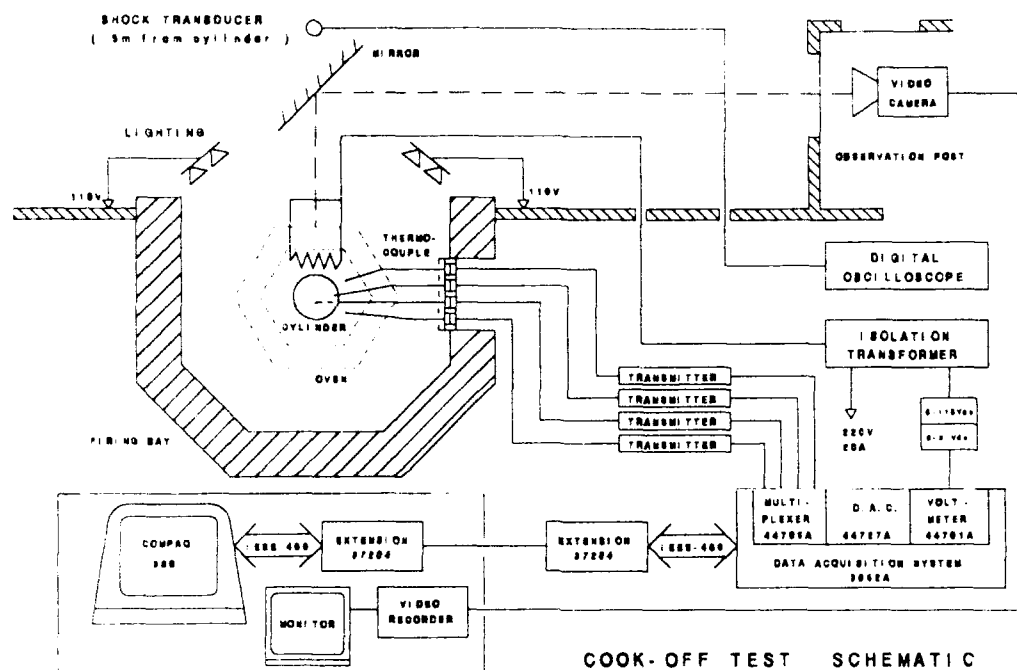 SHOCK TRANSDUCER
( 5m from cylinder )
MIRROR
VIDEO
CAMERA
LIGHTING
OBSERVATION POST
110V
110V
THERMO-
COUPLE
DIGITAL
OSCILLOSCOPE
CYLINDER
ISOLATION
TRANSFORMER
OVEN
TRANSMITTER
TRANSMITTER
TRANSMITTER
TRANSMITTER
220V
20A
FIRING BAY
MULTI-
PLEXER
D.A.C.
44727A
VOLT-
METER
44701A
DATA ACQUISITION SYSTEM
COMPAQ
IEEE-488
EXTENSION
37204
EXTENSION
37204
IEEE-488
MONITOR
VIDEO
RECORDER
COOK-OFF TEST SCHEMATIC